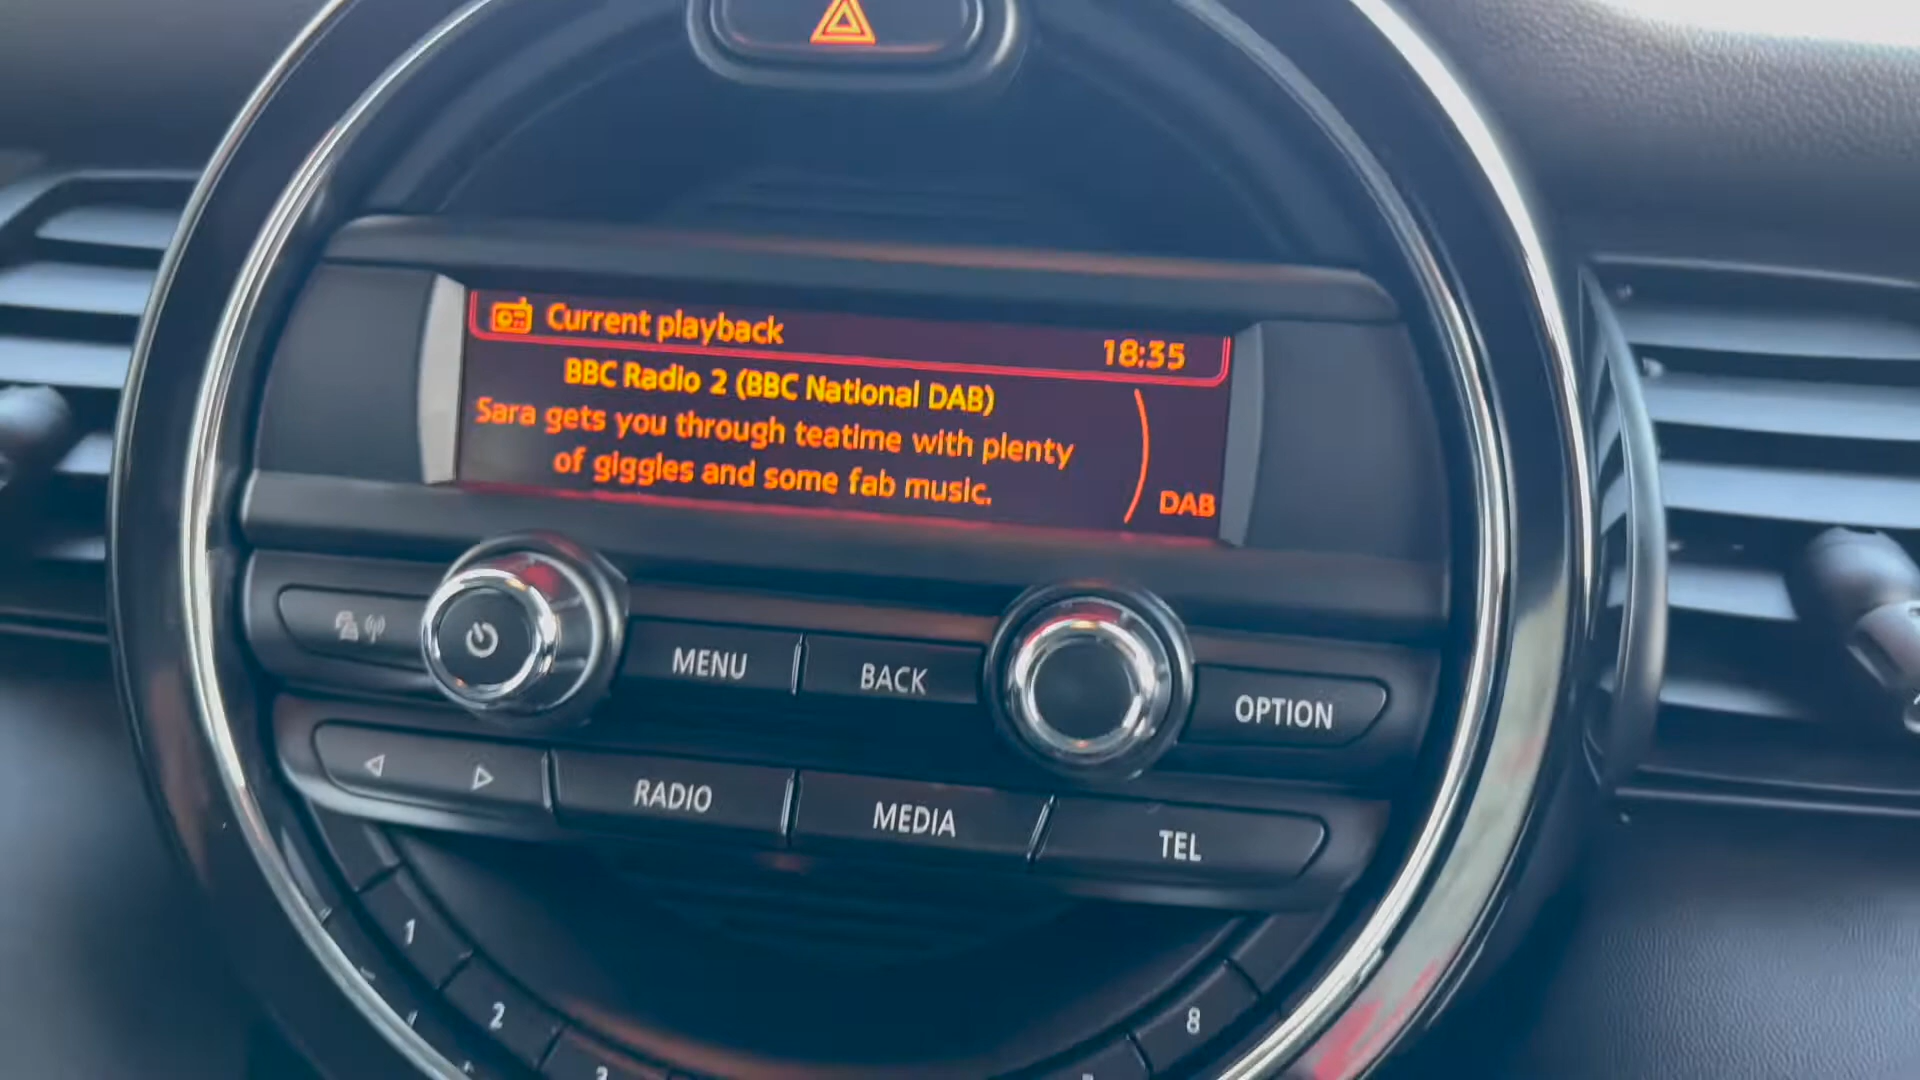 Current playback
18:35
BBC Radio 2 (BBC National DAB)
Sara gets you through teatime with plenty
of giggles and some fab music.
DAB
MENU
BACK
OPTION
RADIO
MEDIA
TEL
1
2
8